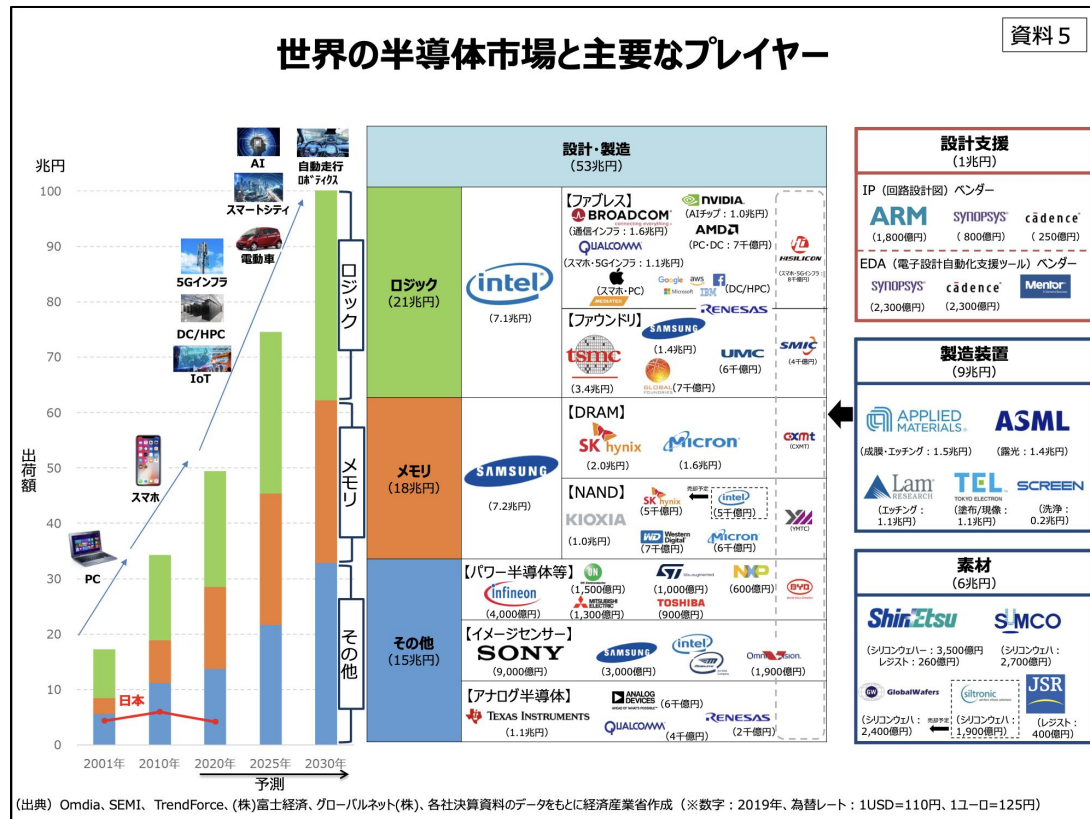 資料5
世界の半導体市場と主要なプレイヤー
兆円
100
90
80
70
60
50
40
30
20
10
0
出荷額
AI
自動走行
ロボティクス
スマートシティ
電動車
5Gインフラ
DC/HPC
IoT
スマホ
PC
日本
ロジック
メモリ
その他
2001年 2010年 2020年 2025年 2030年
予測
設計・製造
(53兆円)
ロジック
(21兆円)
intel
(7.1兆円)
【ファブレス】
BROADCOM
connecting everything
(通信インフラ:1.6兆円)
NVIDIA
(AIチップ:1.0兆円)
QUALCOMM
(スマホ・5Gインフラ:1.1兆円)
AMD
(PC・DC:7千億円)
(スマホ・PC)
MEDIATEK
Google aws
Microsoft IBM
(DC/HPC)
RENESAS
HISILICON
(スマホ・5Gインフラ:
8千億円)
【ファウンドリ】
tsmc
(3.4兆円)
SAMSUNG
(1.4兆円)
GLOBAL
FOUNDRIES
(7千億円)
UMC
(6千億円)
SMIC
(4千億円)
メモリ
(18兆円)
SAMSUNG
(7.2兆円)
【DRAM】
SK hynix
(2.0兆円)
Micron
(1.6兆円)
CXMT
(CXMT)
【NAND】
KIOXIA
(1.0兆円)
SK hynix
(5千億円)
売却予定
intel
(5千億円)
WD Western
Digital
(7千億円)
Micron
(6千億円)
(YMTC)
その他
(15兆円)
【パワー半導体等】
infineon
(4,000億円)
ON
(1,500億円)
MITSUBISHI
ELECTRIC
(1,300億円)
ST
(1,000億円)
TOSHIBA
(900億円)
NXP
(600億円)
BYD
【イメージセンサー】
SONY
(9,000億円)
SAMSUNG
(3,000億円)
intel
OmniVision
(1,900億円)
【アナログ半導体】
TEXAS INSTRUMENTS
(1.1兆円)
ANALOG
DEVICES
(6千億円)
QUALCOMM
(4千億円)
RENESAS
(2千億円)
設計支援
(1兆円)
IP(回路設計図)ベンダー
ARM
(1,800億円)
SYNOPSYS
( 800億円)
cādence
( 250億円)
EDA(電子設計自動化支援ツール)ベンダー
SYNOPSYS
(2,300億円)
cādence
(2,300億円)
Mentor
製造装置
(9兆円)
APPLIED
MATERIALS
(成膜・エッチング:1.5兆円)
ASML
(露光:1.4兆円)
Lam
RESEARCH
(エッチング:
1.1兆円)
TEL
TOKYO ELECTRON
(塗布/現像:
1.1兆円)
SCREEN
(洗浄:
0.2兆円)
素材
(6兆円)
ShinEtsu
(シリコンウェハー:3,500億円
レジスト:260億円)
SUMCO
(シリコンウェハ:
2,700億円)
GW GlobalWafers
(シリコンウェハ:
2,400億円)
売却予定
siltronic
(シリコンウェハ:
1,900億円)
JSR
(レジスト:
400億円)
(出典)Omdia、SEMI、TrendForce、(株)富士経済、グローバルネット(株)、各社決算資料のデータをもとに経済産業省作成(※数字:2019年、為替レート:1USD=110円、1ユーロ=125円)